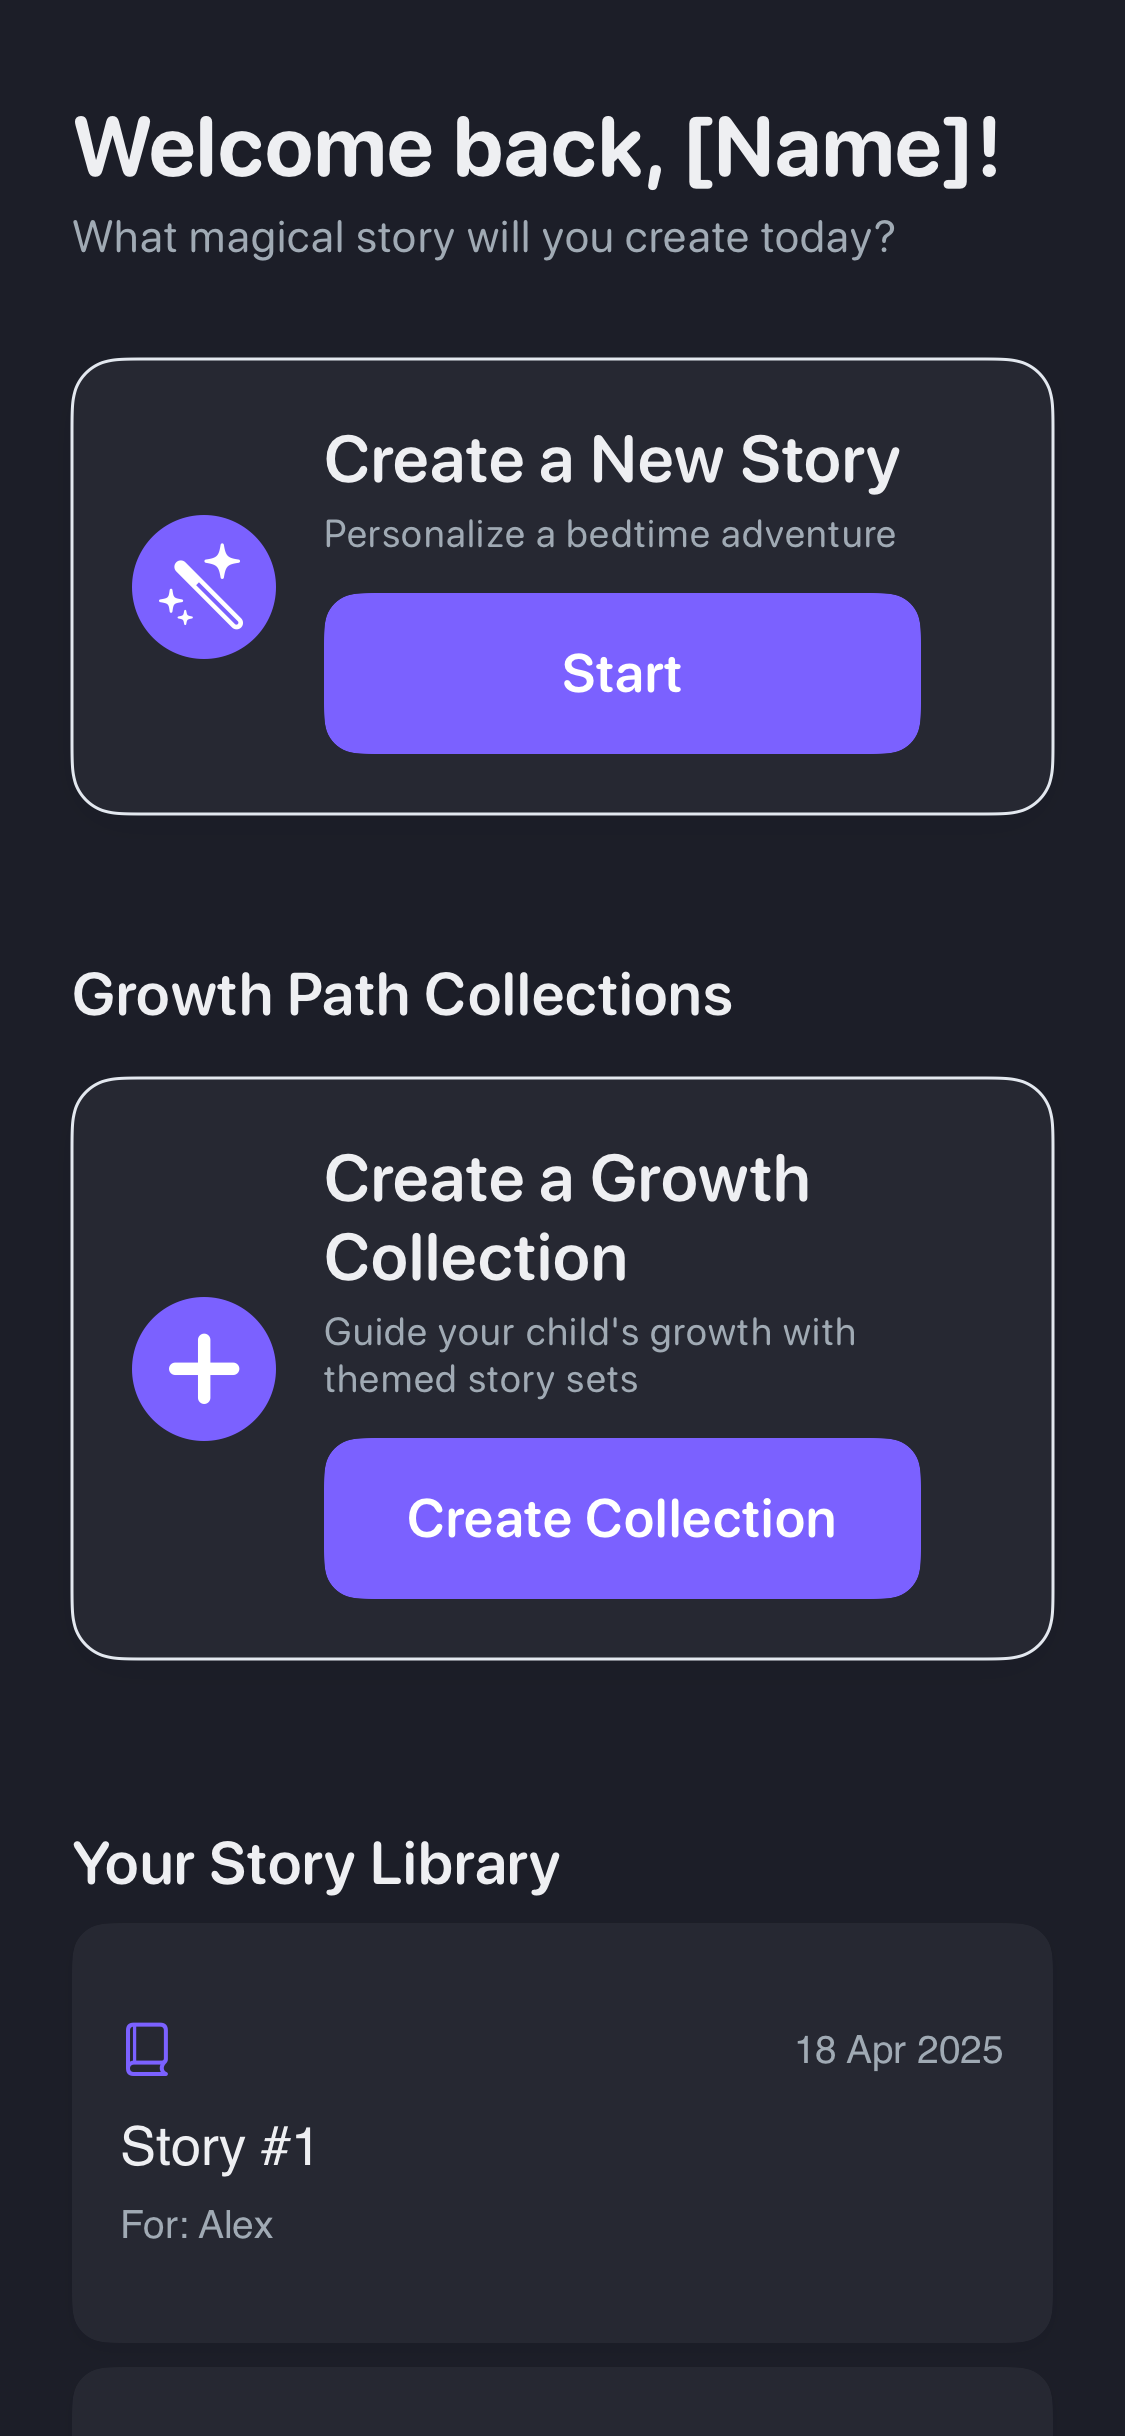 Welcome back, [Name]!
What magical story will you create today?
Create a New Story
Personalize a bedtime adventure
Start
Growth Path Collections
Create a Growth
Collection
Guide your child's growth with
themed story sets
Create Collection
Your Story Library
18 Apr 2025
Story #1
For: Alex